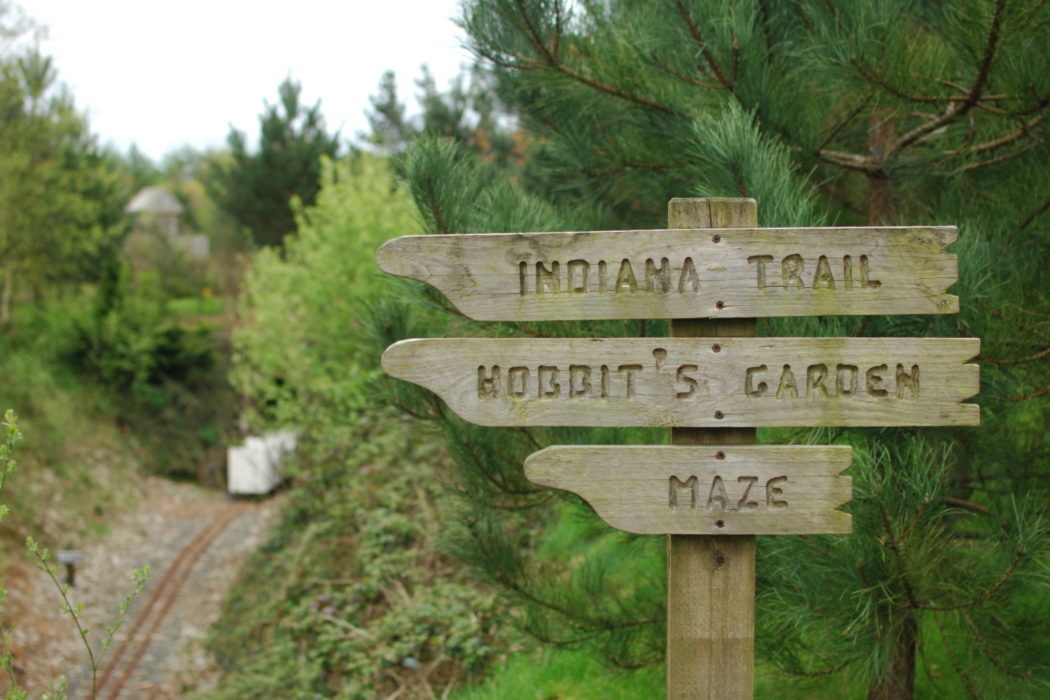 INDIANA TRAIL
HOBBIT'S GARDEN
MAZE